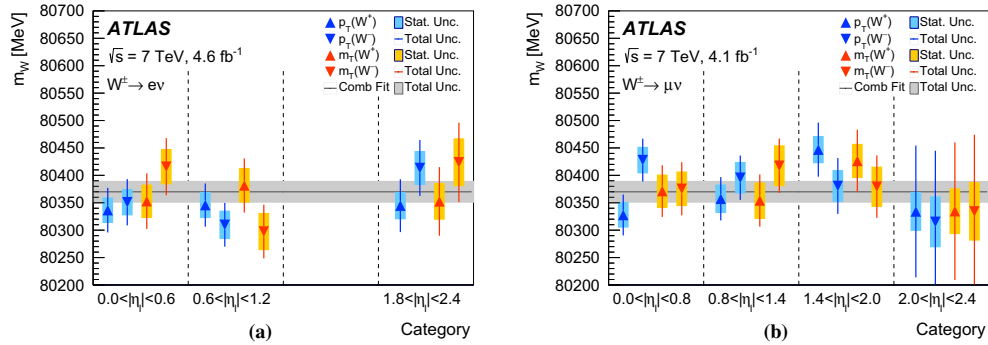 m_W [MeV]
80700
80650
80600
80550
80500
80450
80400
80350
80300
80250
80200
ATLAS
√s = 7 TeV, 4.6 fb⁻¹
W± → eν
p_T(W⁺) Stat. Unc.
p_T(W⁻) Total Unc.
m_T(W⁺) Stat. Unc.
m_T(W⁻) Total Unc.
Comb Fit Total Unc.
0.0<|η_l|<0.6 0.6<|η_l|<1.2 1.8<|η_l|<2.4
Category
(a)
m_W [MeV]
80700
80650
80600
80550
80500
80450
80400
80350
80300
80250
80200
ATLAS
√s = 7 TeV, 4.1 fb⁻¹
W± → μν
p_T(W⁺) Stat. Unc.
p_T(W⁻) Total Unc.
m_T(W⁺) Stat. Unc.
m_T(W⁻) Total Unc.
Comb Fit Total Unc.
0.0<|η_l|<0.8 0.8<|η_l|<1.4 1.4<|η_l|<2.0 2.0<|η_l|<2.4
Category
(b)